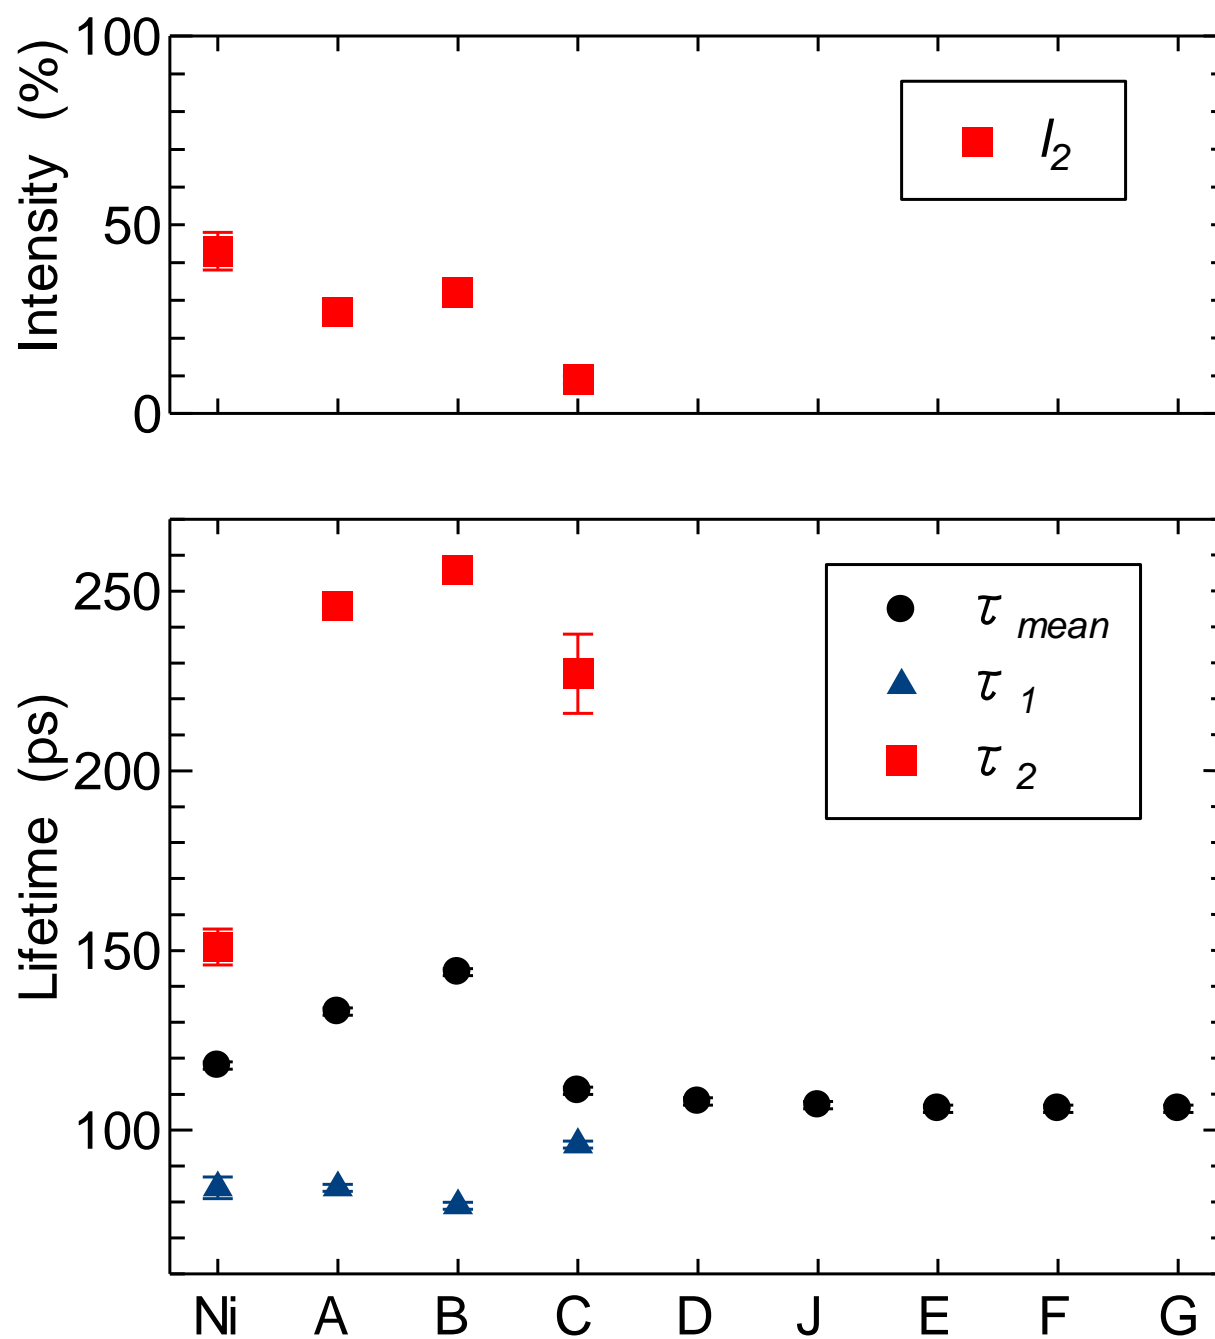 100
50
0
Intensity (%)
I2
250
200
150
100
Lifetime (ps)
τ mean
τ 1
τ 2
Ni A B C D J E F G